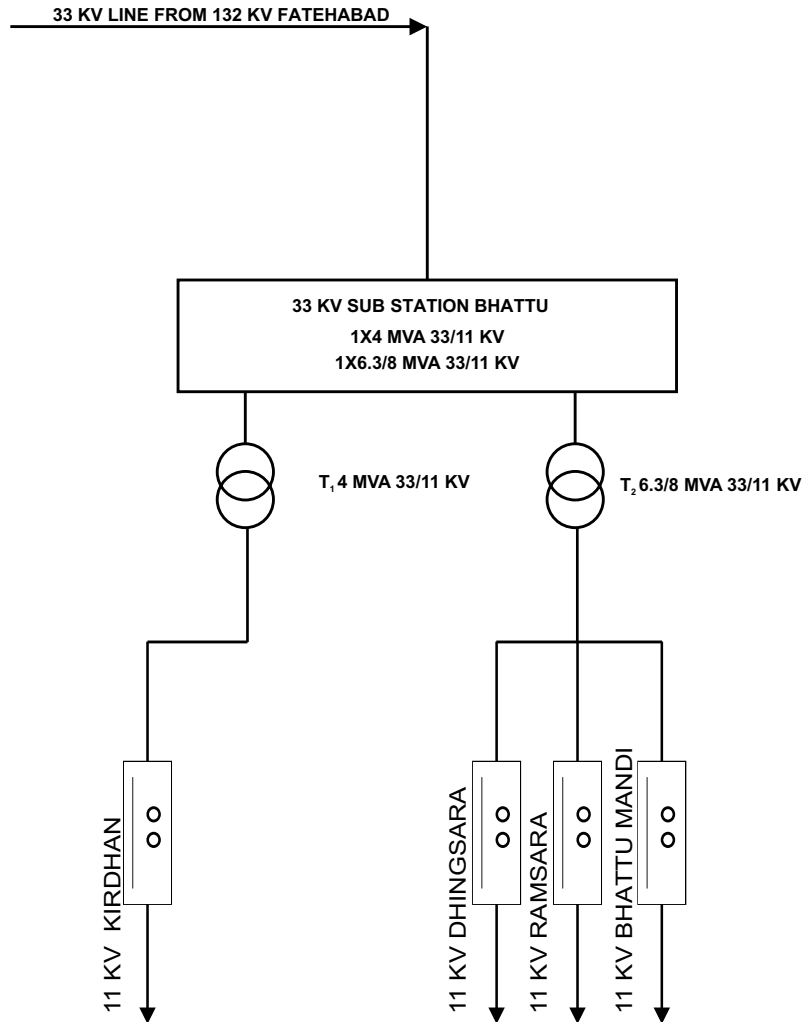 33 KV LINE FROM 132 KV FATEHABAD
33 KV SUB STATION BHATTU
1X4 MVA 33/11 KV
1X6.3/8 MVA 33/11 KV
T₁ 4 MVA 33/11 KV
T₂ 6.3/8 MVA 33/11 KV
11 KV KIRDHAN
11 KV DHINGSARA
11 KV RAMSARA
11 KV BHATTU MANDI